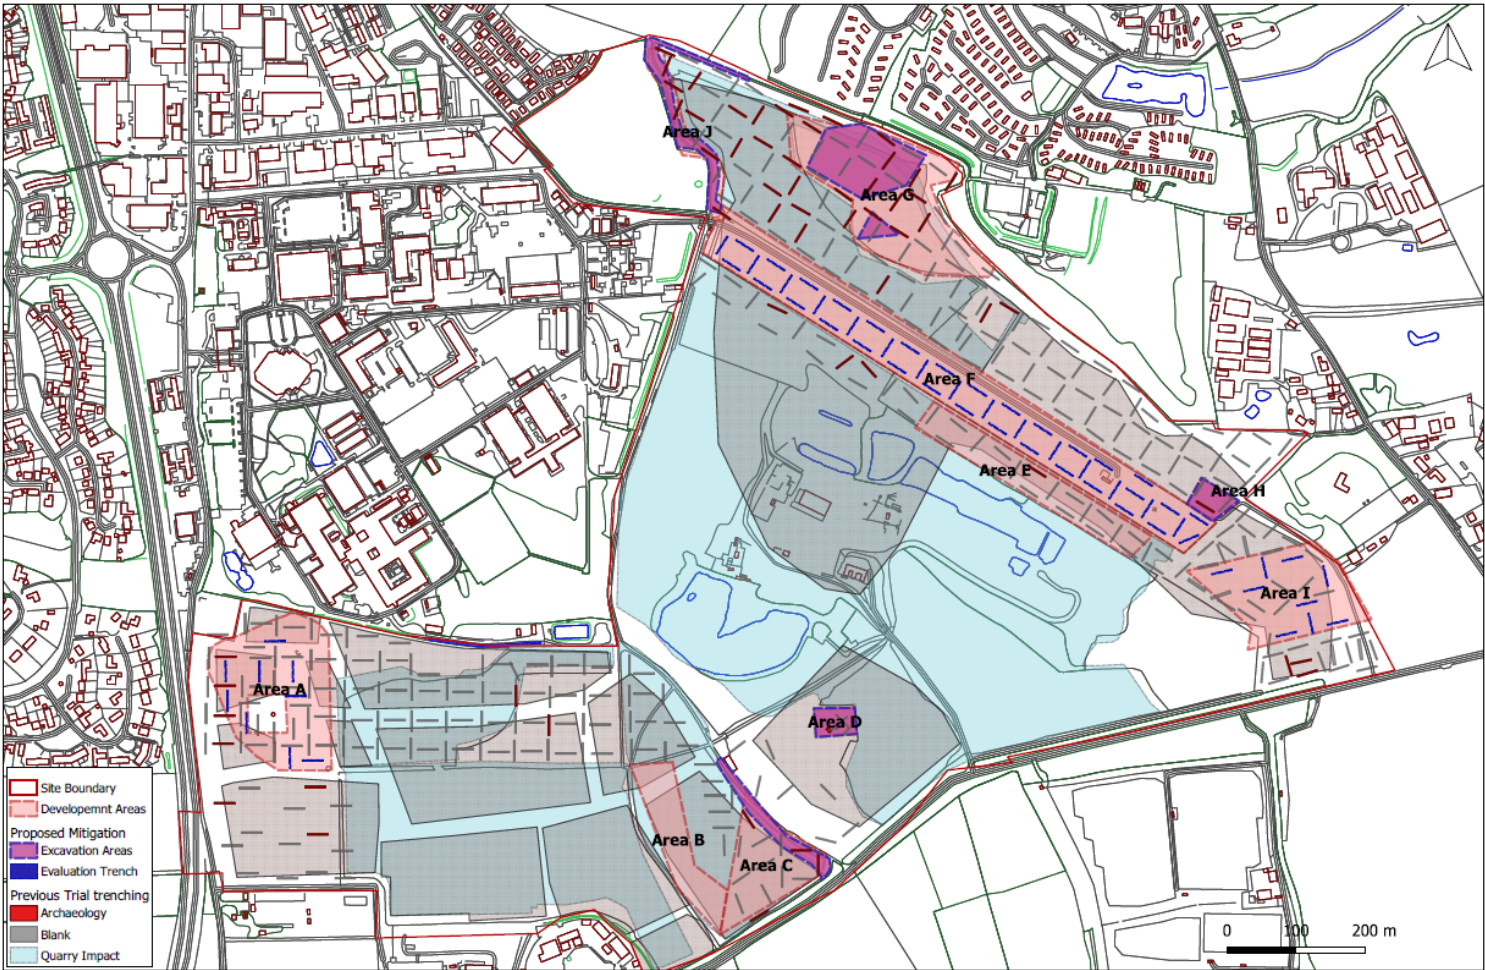 Area J
Area G
Area F
Area E
Area H
Area I
Area A
Area D
Area B
Area C
Site Boundary
Developemnt Areas
Proposed Mitigation
Excavation Areas
Evaluation Trench
Previous Trial trenching
Archaeology
Blank
Quarry Impact
0 100 200 m